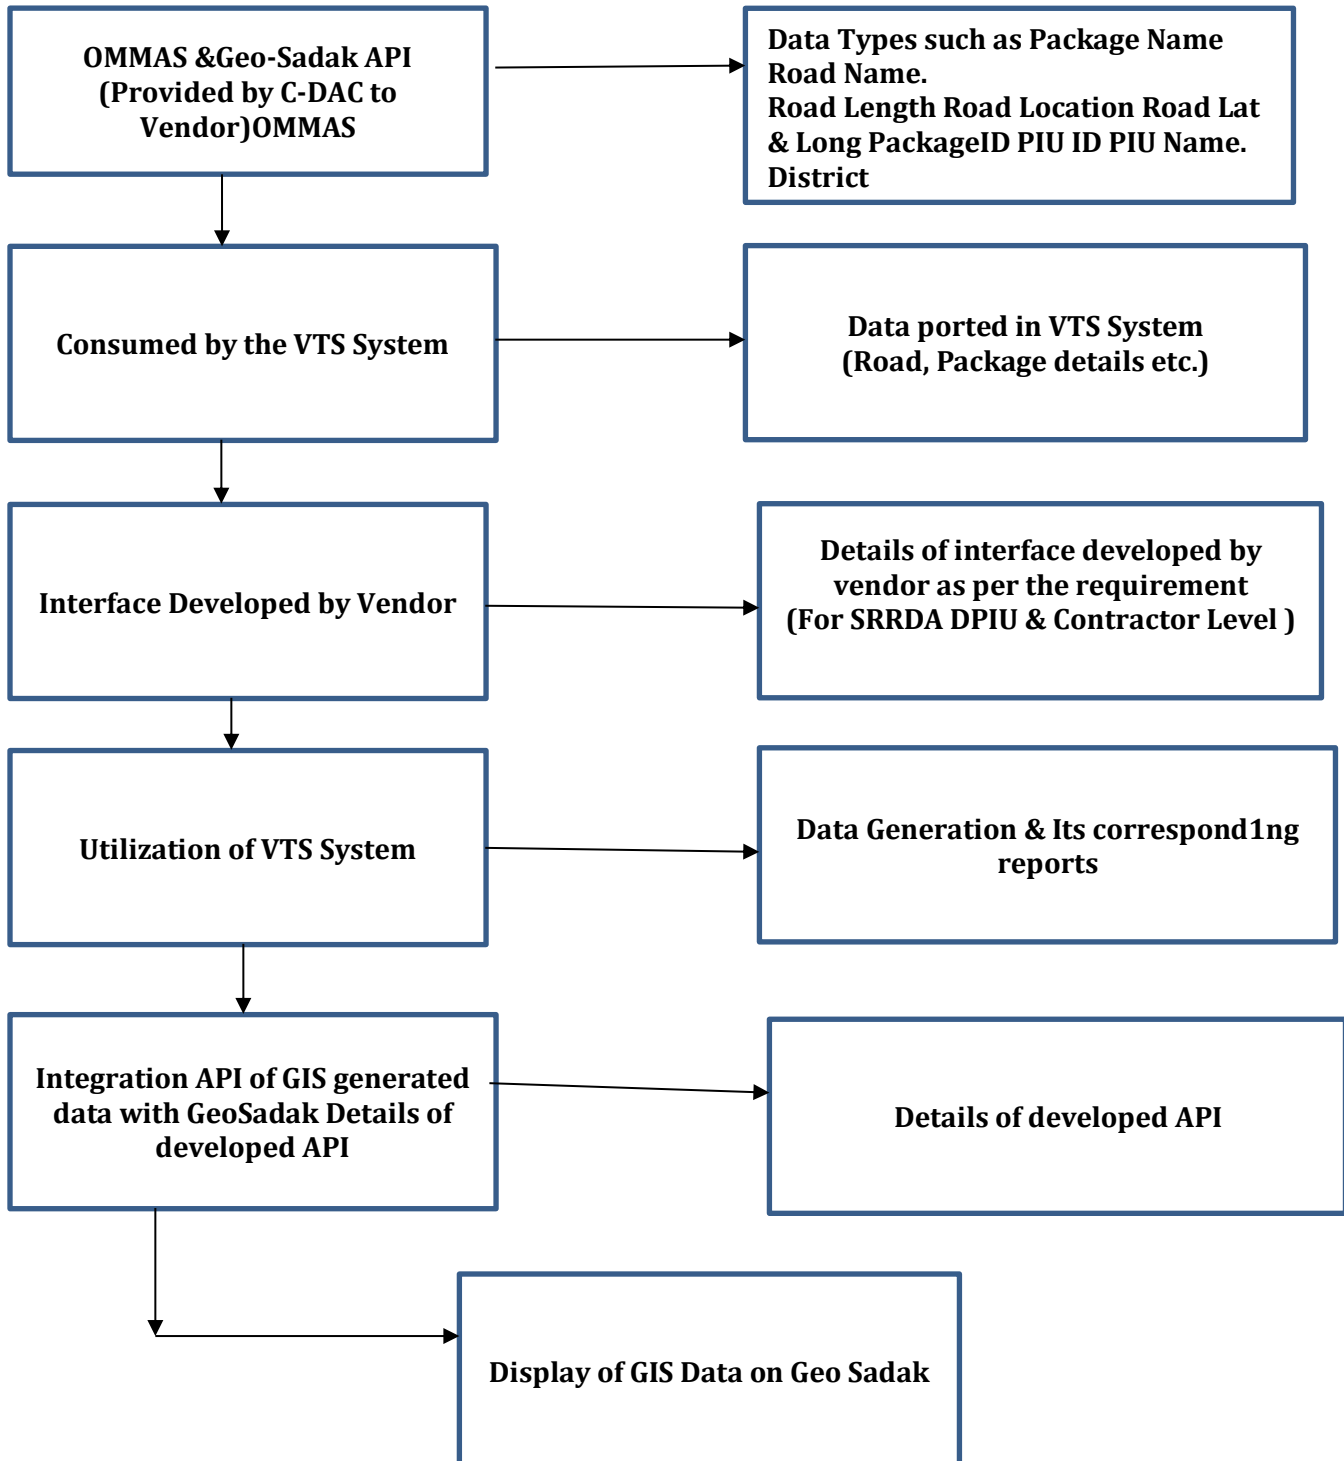 OMMAS &Geo-Sadak API
(Provided by C-DAC to
Vendor)OMMAS
Data Types such as Package Name
Road Name.
Road Length Road Location Road Lat
& Long PackageID PIU ID PIU Name.
District
Consumed by the VTS System
Data ported in VTS System
(Road, Package details etc.)
Interface Developed by Vendor
Details of interface developed by
vendor as per the requirement
(For SRRDA DPIU & Contractor Level )
Utilization of VTS System
Data Generation & Its correspond1ng
reports
Integration API of GIS generated
data with GeoSadak Details of
developed API
Details of developed API
Display of GIS Data on Geo Sadak